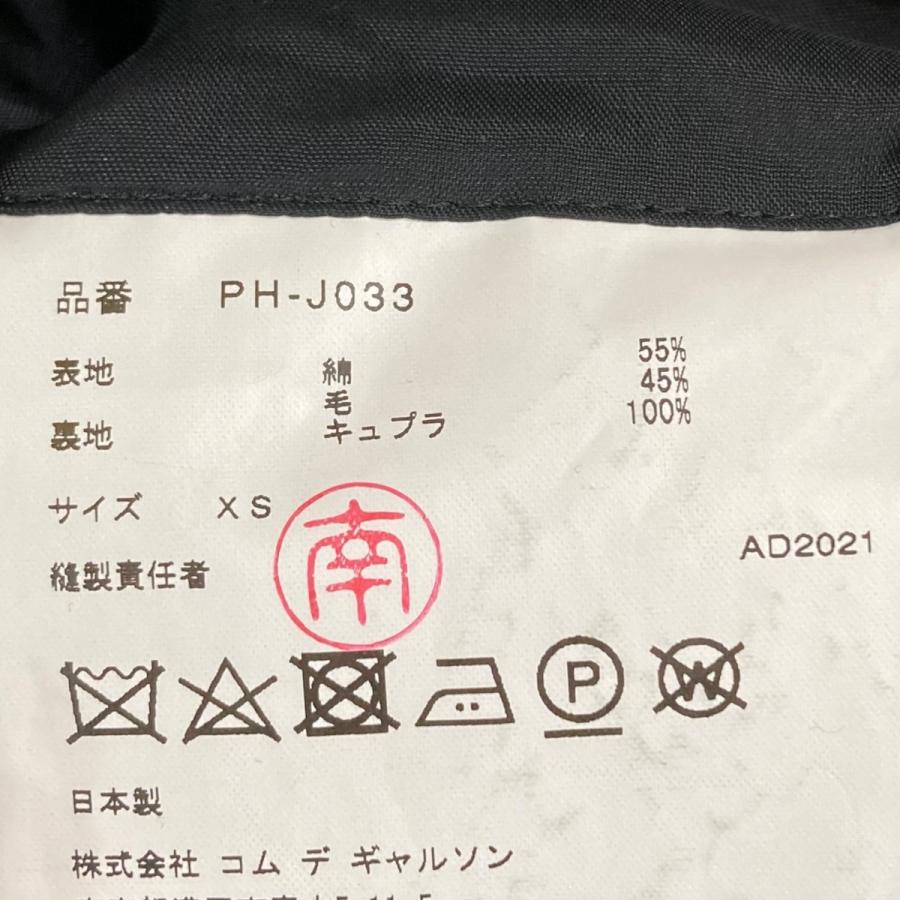 品番 PH-J033
表地 綿 55%
毛 45%
裏地 キュプラ 100%
サイズ XS
南
AD2021
縫製責任者
P W
日本製
株式会社 コム デ ギャルソン